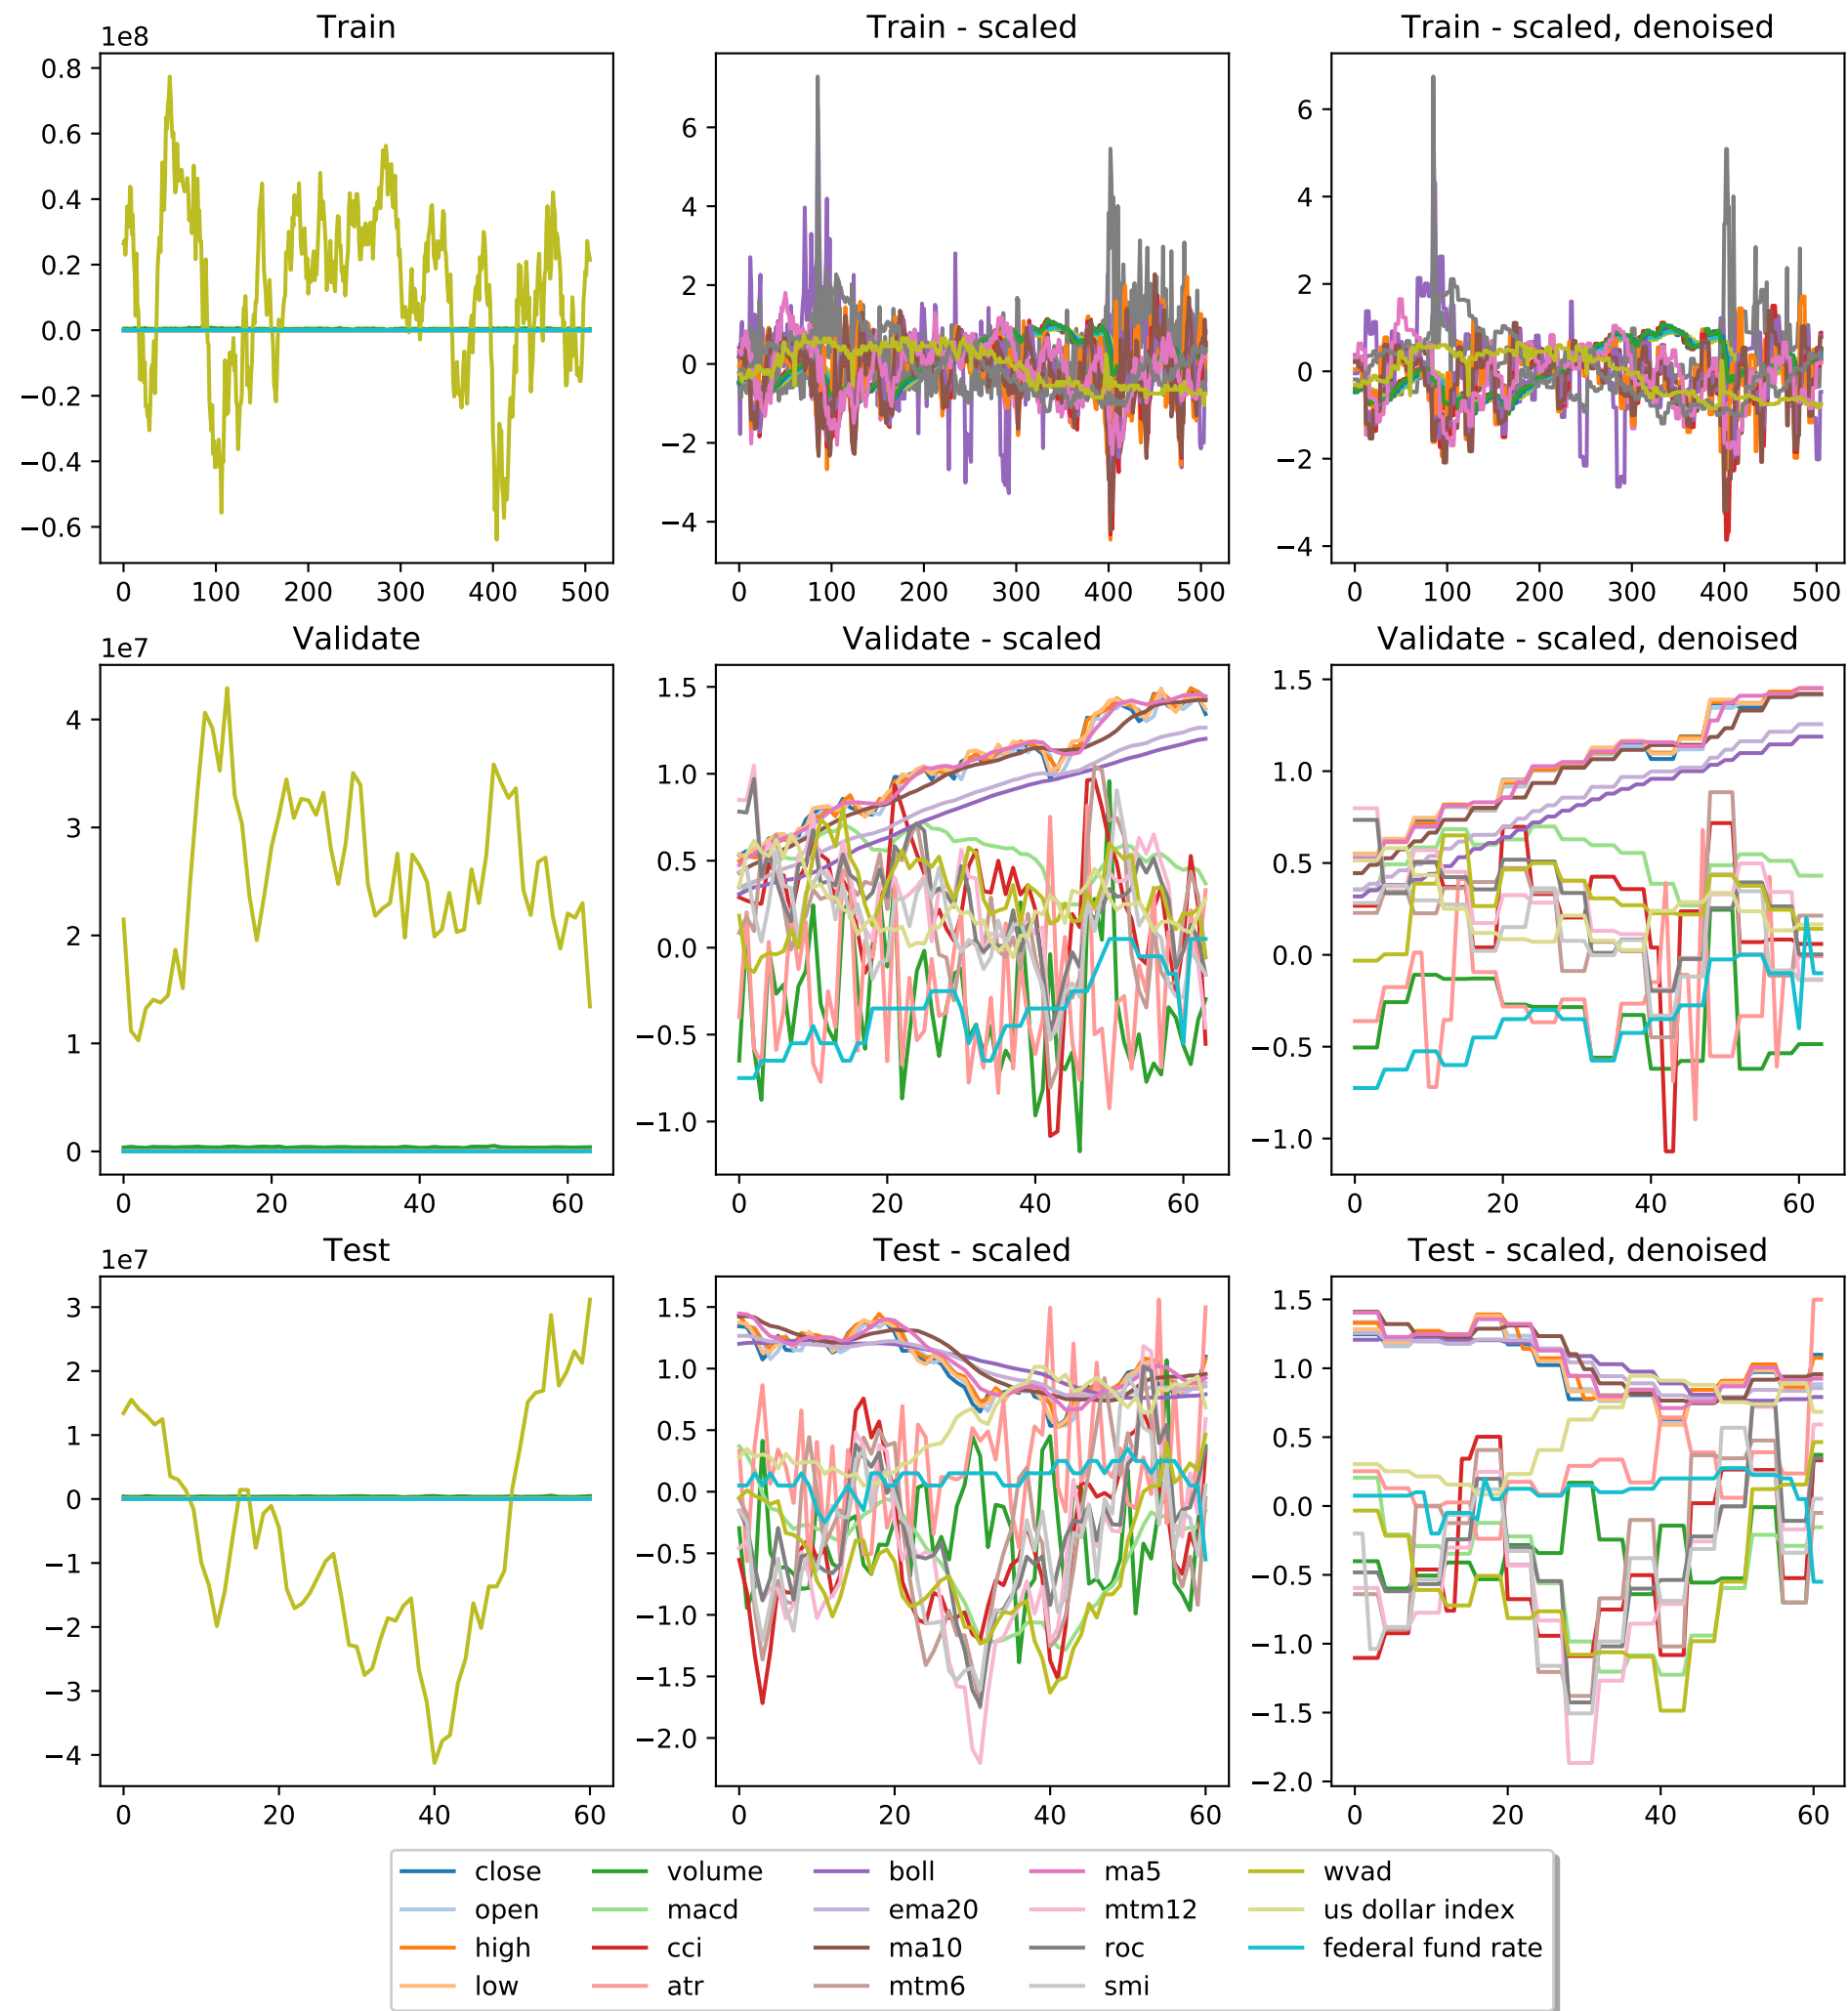 Train
Train - scaled
Train - scaled, denoised
1e8
0.8
0.6
0.4
0.2
0.0
−0.2
−0.4
−0.6
0 100 200 300 400 500
6
4
2
0
−2
−4
0 100 200 300 400 500
6
4
2
0
−2
−4
0 100 200 300 400 500
Validate
Validate - scaled
Validate - scaled, denoised
1e7
4
3
2
1
0
0 20 40 60
1.5
1.0
0.5
0.0
−0.5
−1.0
0 20 40 60
1.5
1.0
0.5
0.0
−0.5
−1.0
0 20 40 60
Test
Test - scaled
Test - scaled, denoised
1e7
3
2
1
0
−1
−2
−3
−4
0 20 40 60
1.5
1.0
0.5
0.0
−0.5
−1.0
−1.5
−2.0
0 20 40 60
1.5
1.0
0.5
0.0
−0.5
−1.0
−1.5
−2.0
0 20 40 60
close volume boll ma5 wvad
open macd ema20 mtm12 us dollar index
high cci ma10 roc federal fund rate
low atr mtm6 smi